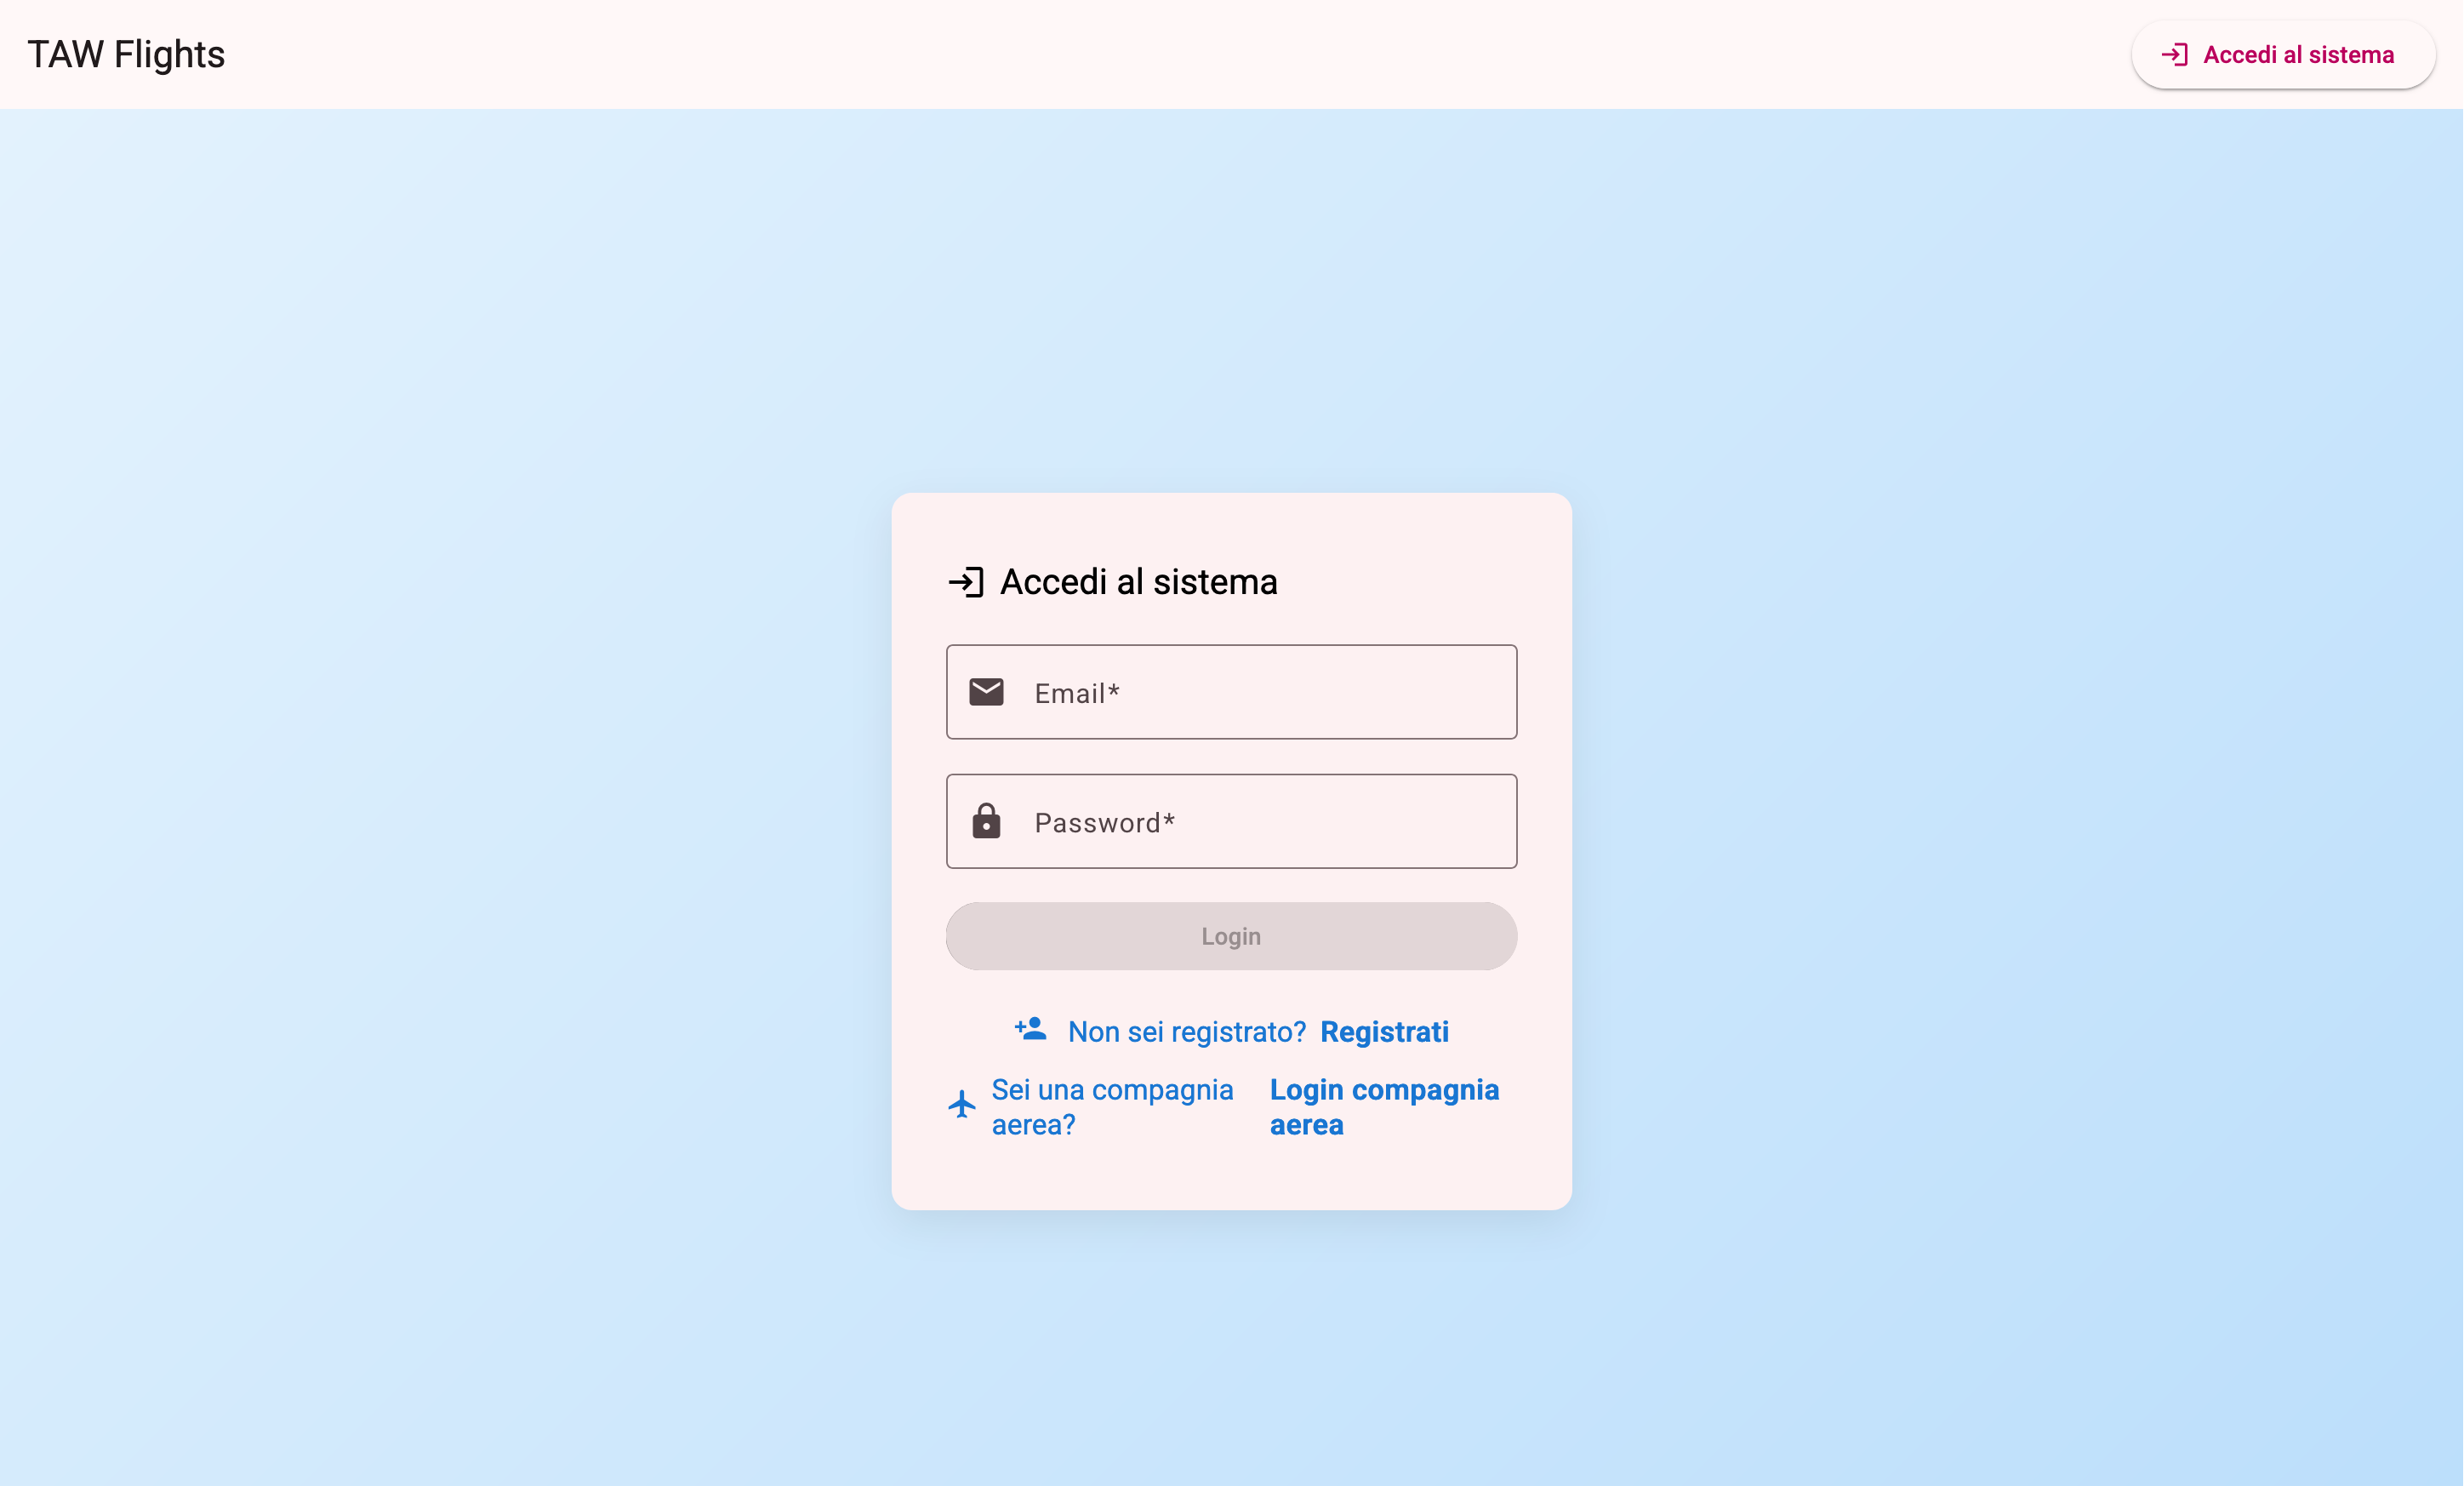 TAW Flights
Accedi al sistema
Accedi al sistema
Email*
Password*
Login
Non sei registrato? Registrati
Sei una compagnia
aerea?
Login compagnia
aerea